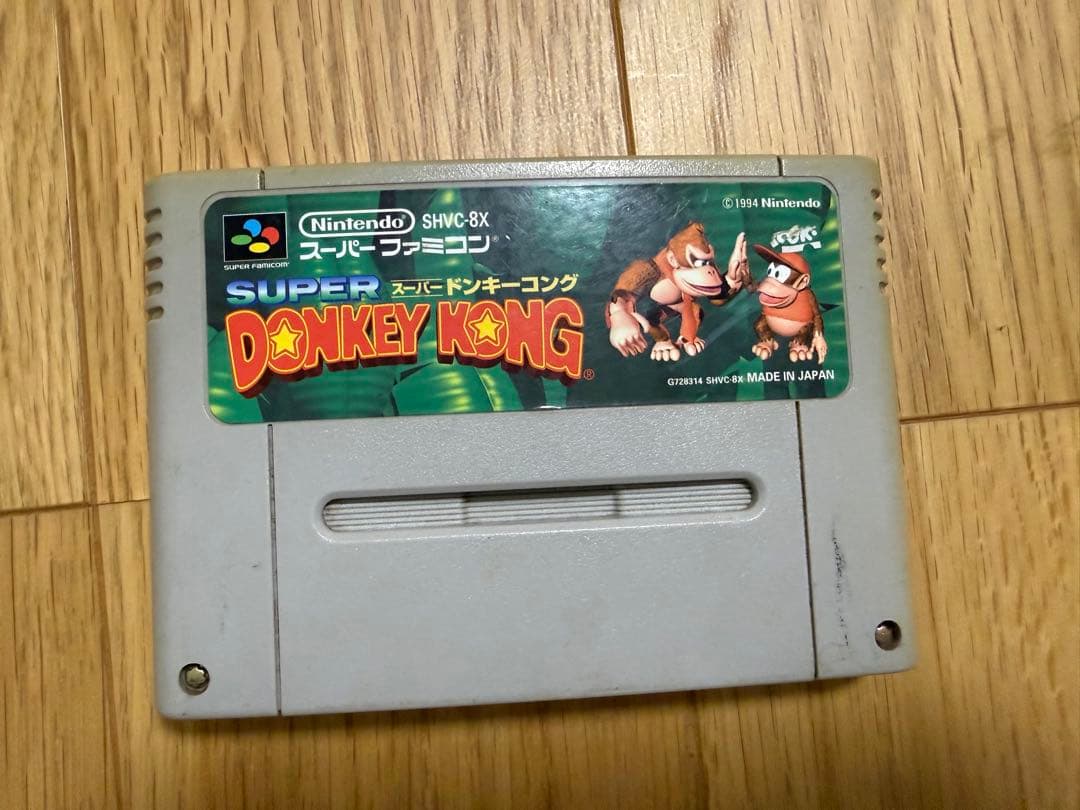 Nintendo SHVC-8X
スーパーファミコン®
SUPER FAMICOM
© 1994 Nintendo
SUPER スーパードンキーコング
DONKEY KONG®
G728314 SHVC-8X MADE IN JAPAN